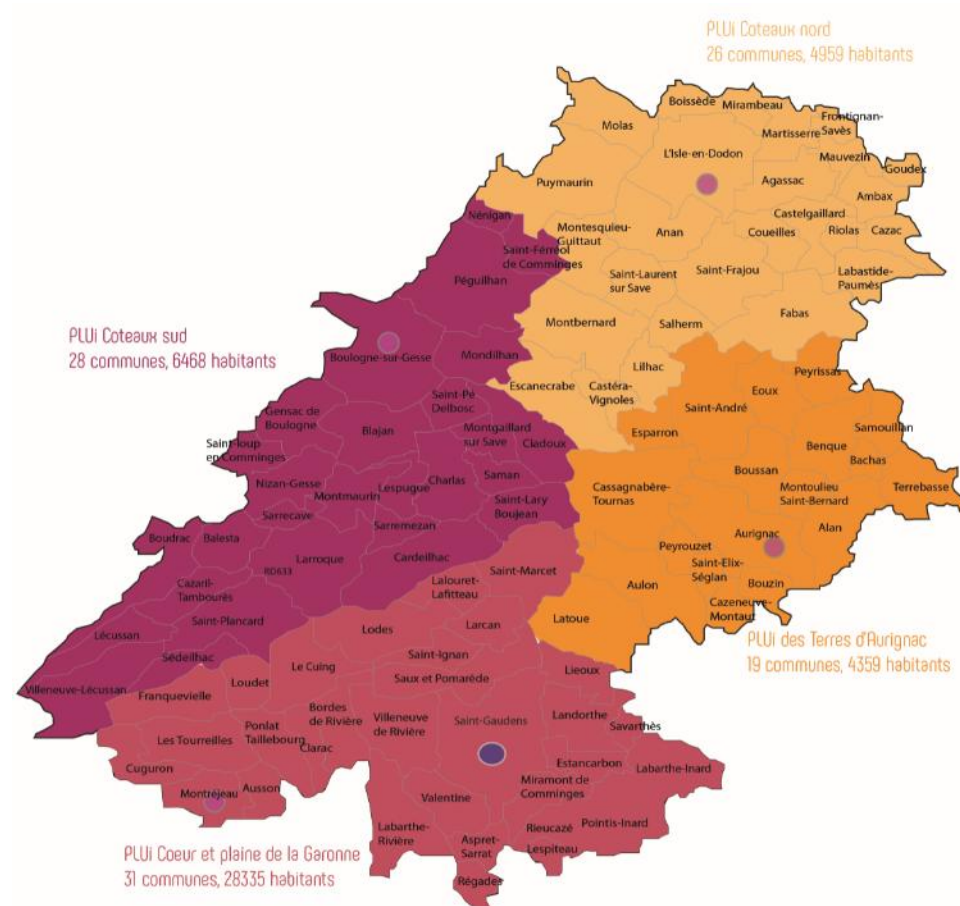 PLUi Coteaux nord
26 communes, 4959 habitants
Boissède
Mirambeau
Frontignan-
Savès
Molas
Martisserre
L'Isle-en-Dodon
Mauvezin
Goudex
Puymaurin
Agassac
Ambax
Nénigan
Castelgaillard
Montesquieu-
Guittaut
Anan
Coueilles
Riolas
Cazac
Saint-Ferréol
de Comminges
Péguilhan
Saint-Laurent
sur Save
Saint-Frajou
Labastide-
Paumès
Fabas
PLUi Coteaux sud
28 communes, 6468 habitants
Montbernard
Salherm
Boulogne-sur-Gesse
Mondilhan
Lilhac
Peyrissas
Escanecrabe
Castéra-
Vignoles
Eoux
Saint-Pé
Delbosc
Saint-André
Gensac de
Boulogne
Samouillan
Blajan
Montgaillard
sur Save
Cladoux
Esparron
Benque
Saint-loup
en Comminges
Bachas
Boussan
Nizan-Gesse
Lespugue
Charlas
Saman
Cassagnabère-
Tournas
Montoulieu
Saint-Bernard
Terrebasse
Montmaurin
Saint-Lary
Boujean
Sarrecave
Sarremezan
Alan
Boudrac
Balesta
Aurignac
Larroque
Cardeilhac
Peyrouzet
RD633
Saint-Marcet
Saint-Elix-
Séglan
Cazaril-
Tambourès
Lalouret-
Lafitteau
Aulon
Bouzin
Cazeneuve-
Montaut
Saint-Plancard
Latoue
Lécussan
Lodes
Larcan
PLUi des Terres d'Aurignac
19 communes, 4359 habitants
Sédeilhac
Saint-Ignan
Le Cuing
Lieoux
Villeneuve-Lécussan
Franquevielle
Loudet
Saux et Pomarède
Bordes
de Rivière
Villeneuve
de Rivière
Saint-Gaudens
Landorthe
Savarthès
Les Tourreilles
Ponlat
Taillebourg
Clarac
Estancarbon
Labarthe-Inard
Cuguron
Miramont de
Comminges
Montréjeau
Ausson
Valentine
Labarthe-
Rivière
Rieucazé
Pointis-Inard
Aspret-
Sarrat
Lespiteau
PLUi Coeur et plaine de la Garonne
31 communes, 28335 habitants
Régades